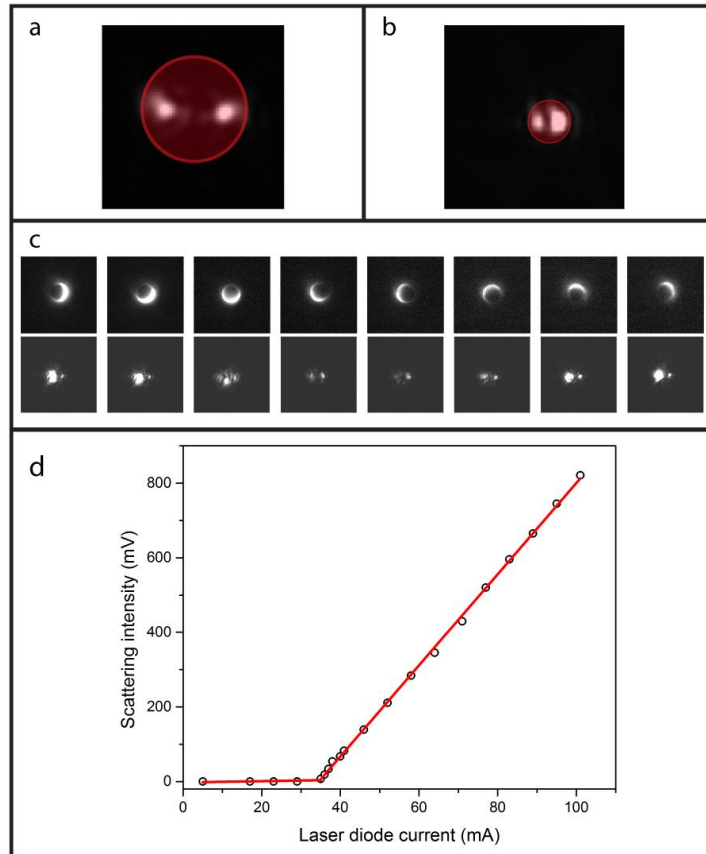 a
b
c
d
800
600
400
200
0
0 20 40 60 80 100
Scattering intensity (mV)
Laser diode current (mA)